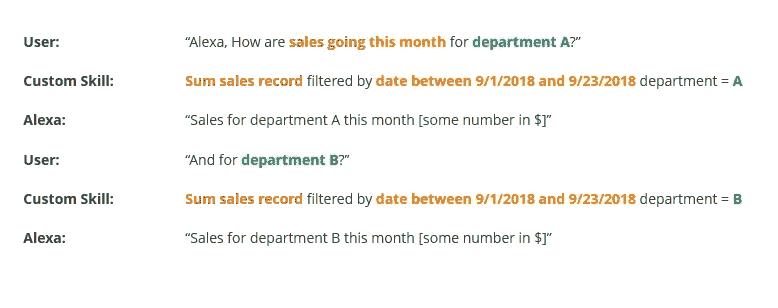 User: “Alexa, How are sales going this month for department A?”
Custom Skill: Sum sales record filtered by date between 9/1/2018 and 9/23/2018 department = A
Alexa: “Sales for department A this month [some number in $]”
User: “And for department B?”
Custom Skill: Sum sales record filtered by date between 9/1/2018 and 9/23/2018 department = B
Alexa: “Sales for department B this month [some number in $]”